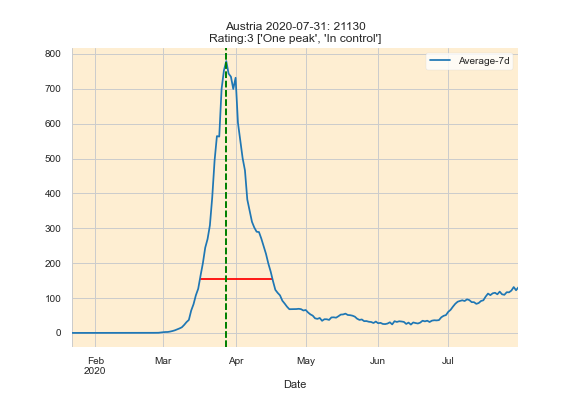 Austria 2020-07-31: 21130
Rating:3 ['One peak', 'In control']
Average-7d
800
700
600
500
400
300
200
100
0
Feb
2020
Mar
Apr
May
Jun
Jul
Date